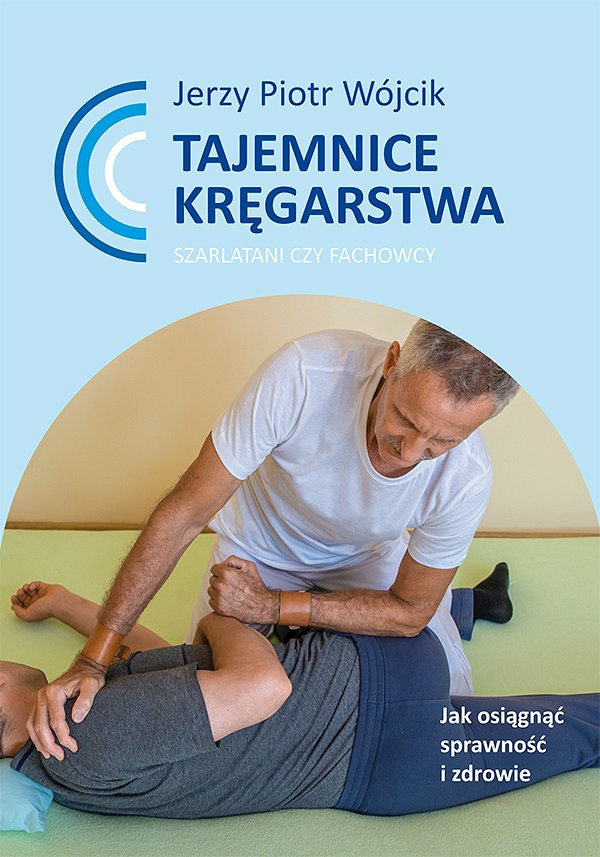 Jerzy Piotr Wójcik
TAJEMNICE
KRĘGARSTWA
SZARLATANI CZY FACHOWCY
Jak osiągnąć
sprawność
i zdrowie